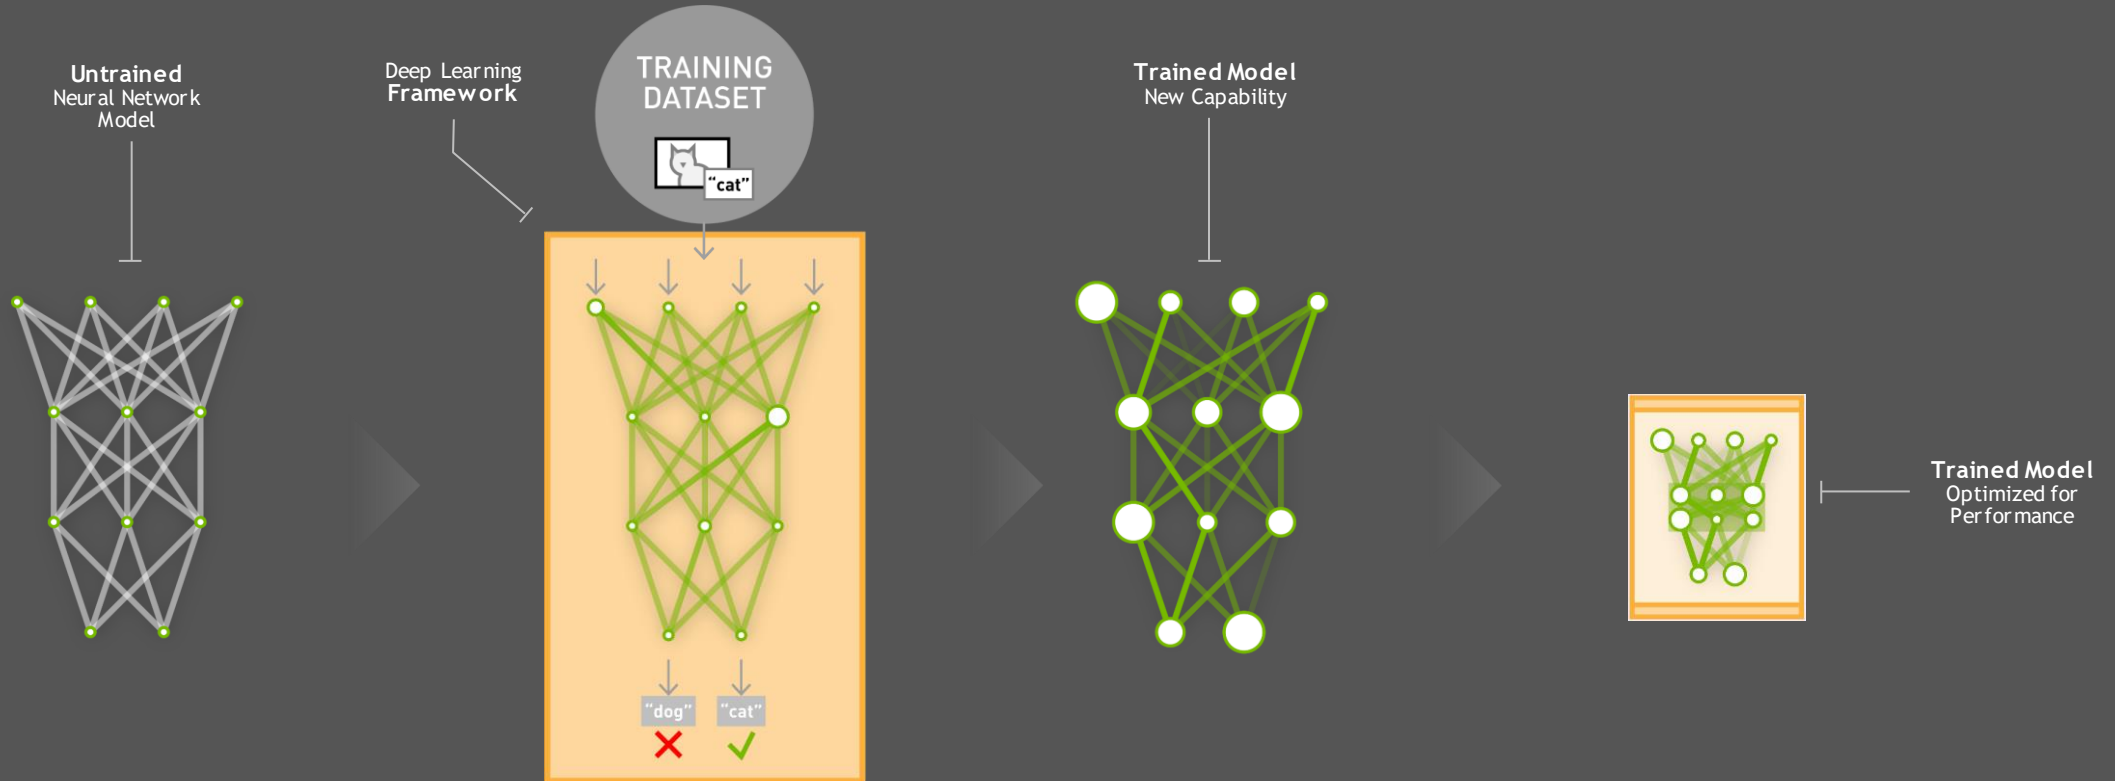 Untrained
Neural Network
Model
Deep Learning
Framework
TRAINING
DATASET
“cat”
“dog” “cat”
Trained Model
New Capability
Trained Model
Optimized for
Performance